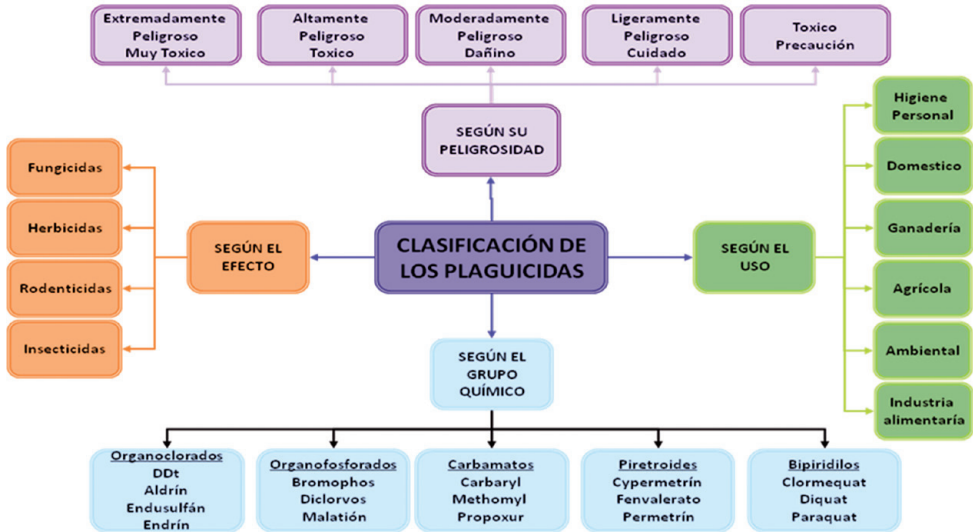 Extremadamente
Peligroso
Muy Toxico
Altamente
Peligroso
Toxico
Moderadamente
Peligroso
Dañino
Ligeramente
Peligroso
Cuidado
Toxico
Precaución
SEGÚN SU
PELIGROSIDAD
Fungicidas
Herbicidas
Rodenticidas
Insecticidas
SEGÚN EL
EFECTO
CLASIFICACIÓN DE
LOS PLAGUICIDAS
SEGÚN EL
USO
Higiene
Personal
Domestico
Ganadería
Agrícola
Ambiental
Industria
alimentaría
SEGÚN EL
GRUPO
QUÍMICO
Organoclorados
DDt
Aldrín
Endusulfán
Endrín
Organofosforados
Bromophos
Diclorvos
Malatión
Carbamatos
Carbaryl
Methomyl
Propoxur
Piretroides
Cypermetrín
Fenvalerato
Permetrín
Bipiridilos
Clormequat
Diquat
Paraquat